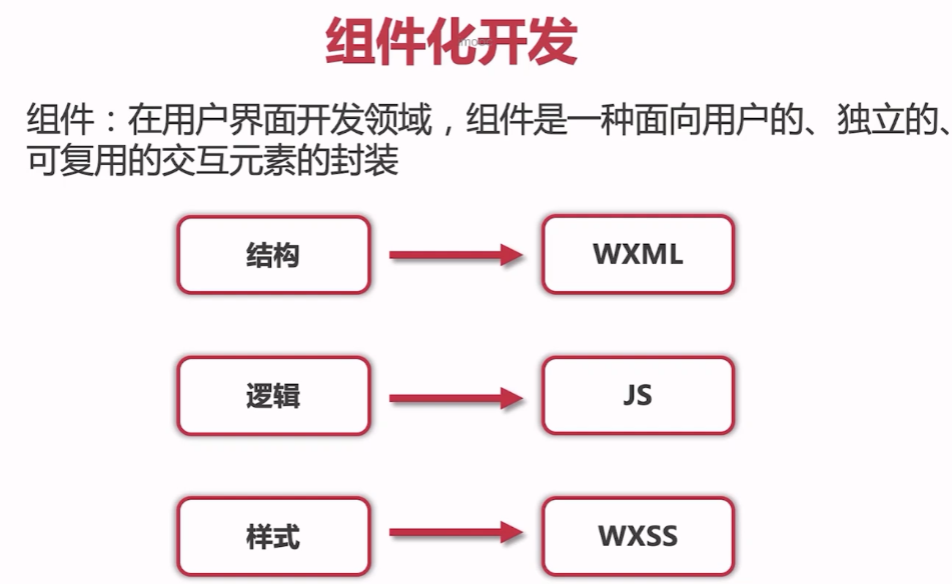 组件化开发
组件：在用户界面开发领域，组件是一种面向用户的、独立的、
可复用的交互元素的封装
结构
WXML
逻辑
JS
样式
WXSS